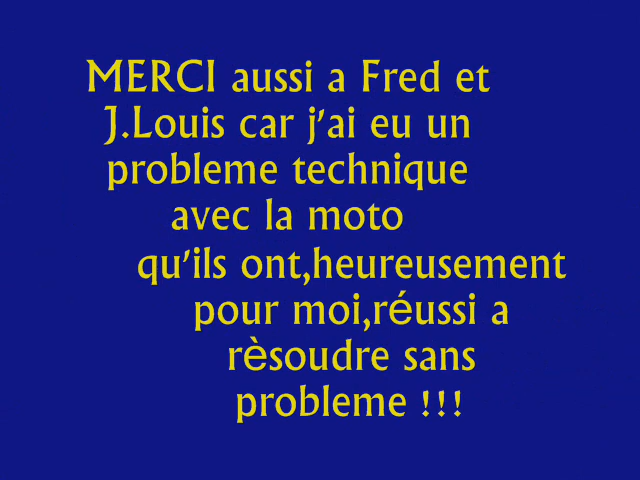 MERCI aussi a Fred et
J.Louis car j'ai eu un
probleme technique
avec la moto
qu'ils ont,heureusement
pour moi,réussi a
rèsoudre sans
probleme !!!